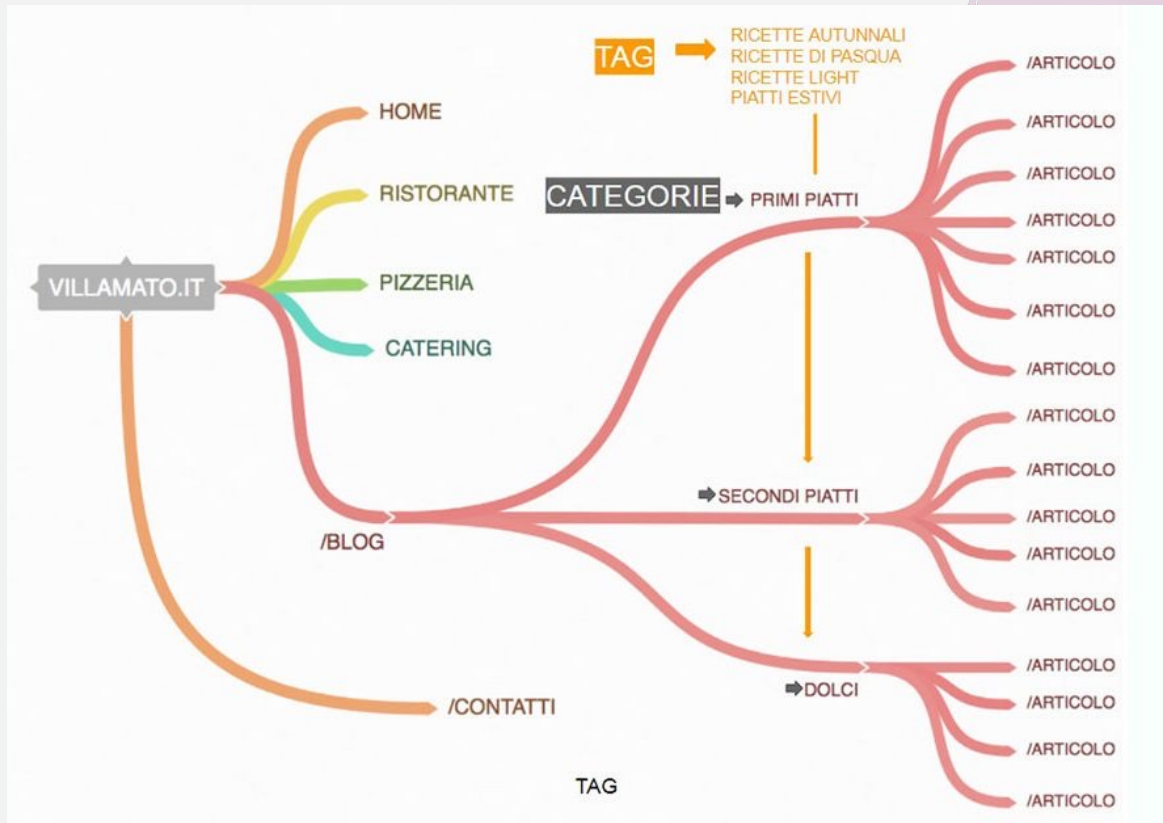 TAG
RICETTE AUTUNNALI
RICETTE DI PASQUA
RICETTE LIGHT
PIATTI ESTIVI
HOME
RISTORANTE
PIZZERIA
CATERING
VILLAMATO.IT
/BLOG
/CONTATTI
CATEGORIE
PRIMI PIATTI
/ARTICOLO
/ARTICOLO
/ARTICOLO
/ARTICOLO
/ARTICOLO
/ARTICOLO
/ARTICOLO
SECONDI PIATTI
/ARTICOLO
/ARTICOLO
/ARTICOLO
/ARTICOLO
/ARTICOLO
DOLCI
/ARTICOLO
/ARTICOLO
/ARTICOLO
/ARTICOLO
TAG